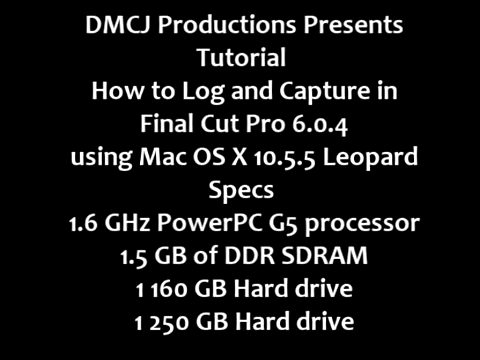 DMCJ Productions Presents
Tutorial
How to Log and Capture in
Final Cut Pro 6.0.4
using Mac OS X 10.5.5 Leopard
Specs
1.6 GHz PowerPC G5 processor
1.5 GB of DDR SDRAM
1 160 GB Hard drive
1 250 GB Hard drive